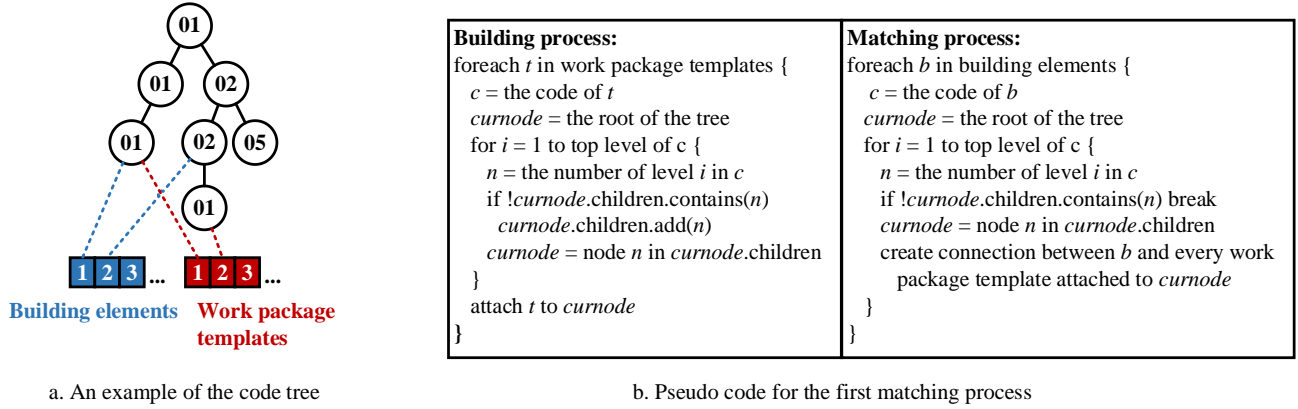 01
01
02
01
02
05
01
1 2 3 ...
1 2 3 ...
Building elements
Work package
templates
a. An example of the code tree
Building process:
foreach t in work package templates {
c = the code of t
curnode = the root of the tree
for i = 1 to top level of c {
n = the number of level i in c
if !curnode.children.contains(n)
curnode.children.add(n)
curnode = node n in curnode.children
}
attach t to curnode
}
Matching process:
foreach b in building elements {
c = the code of b
curnode = the root of the tree
for i = 1 to top level of c {
n = the number of level i in c
if !curnode.children.contains(n) break
curnode = node n in curnode.children
create connection between b and every work
package template attached to curnode
}
}
b. Pseudo code for the first matching process